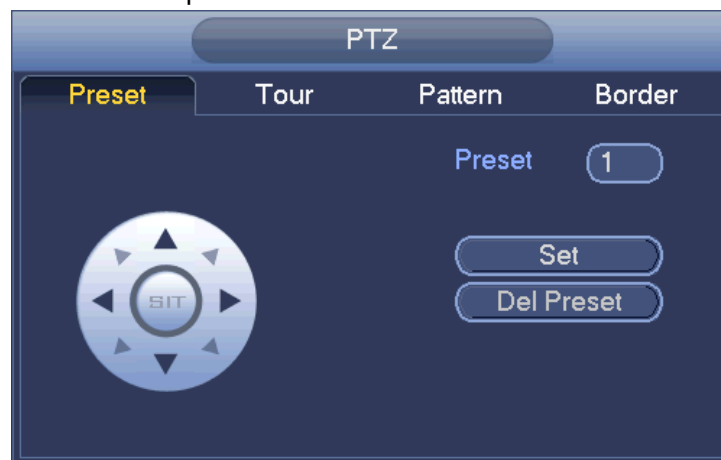 PTZ
Preset Tour Pattern Border
Preset 1
Set
SIT
Del Preset